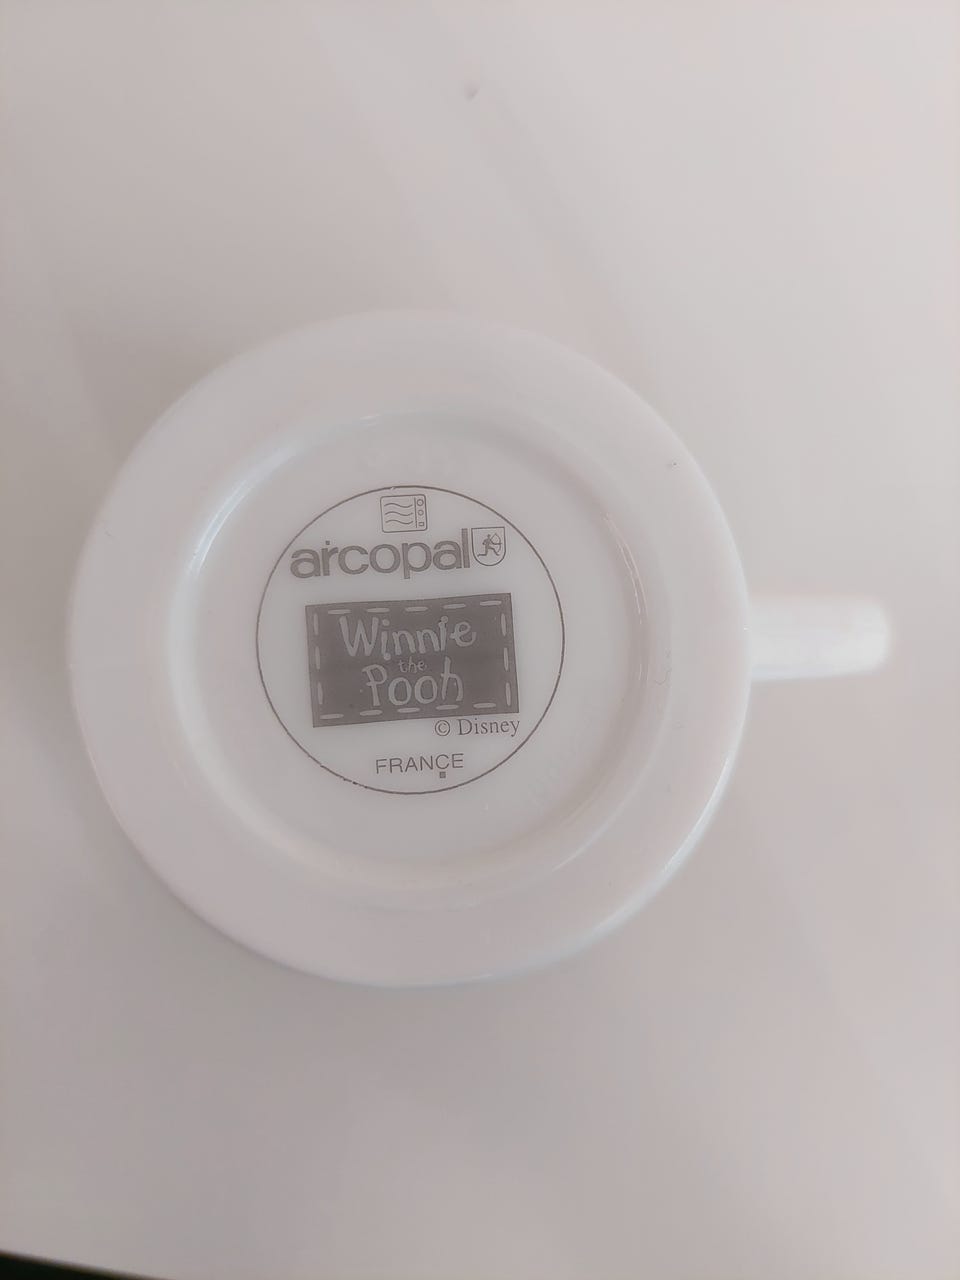 arcopal
Winnie
the
Pooh
© Disney
FRANCE